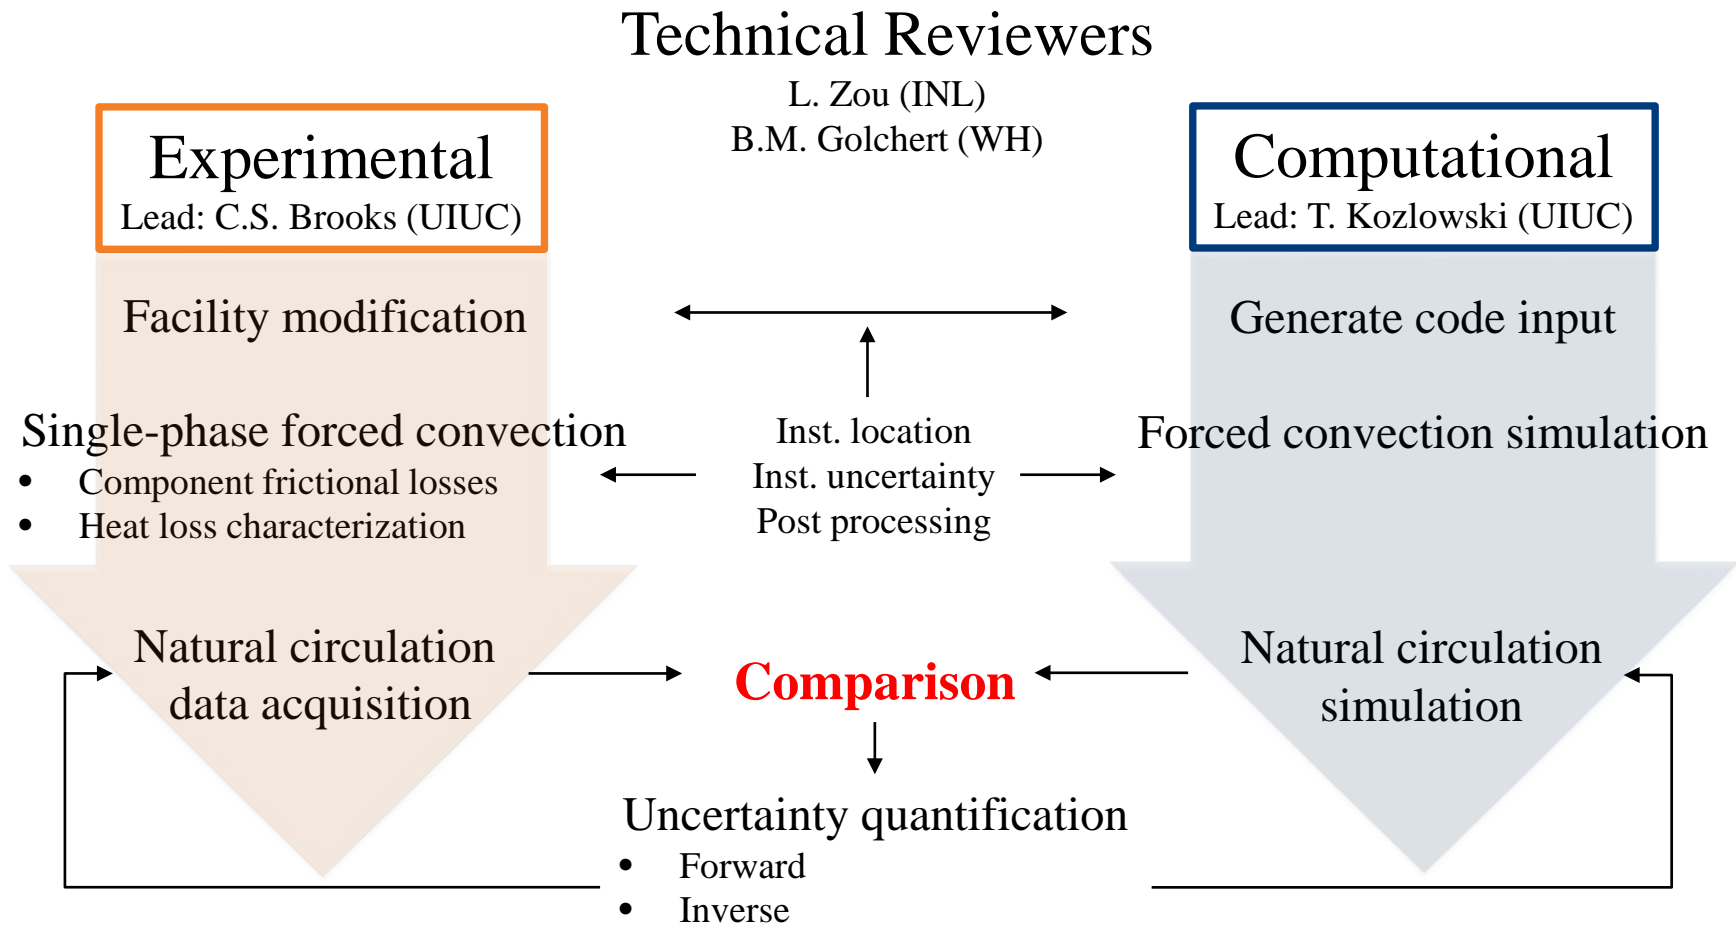 Technical Reviewers
L. Zou (INL)
B.M. Golchert (WH)
Experimental
Lead: C.S. Brooks (UIUC)
Computational
Lead: T. Kozlowski (UIUC)
Facility modification
Generate code input
Single-phase forced convection
• Component frictional losses
• Heat loss characterization
Inst. location
Inst. uncertainty
Post processing
Forced convection simulation
Natural circulation
data acquisition
Comparison
Natural circulation
simulation
Uncertainty quantification
• Forward
• Inverse